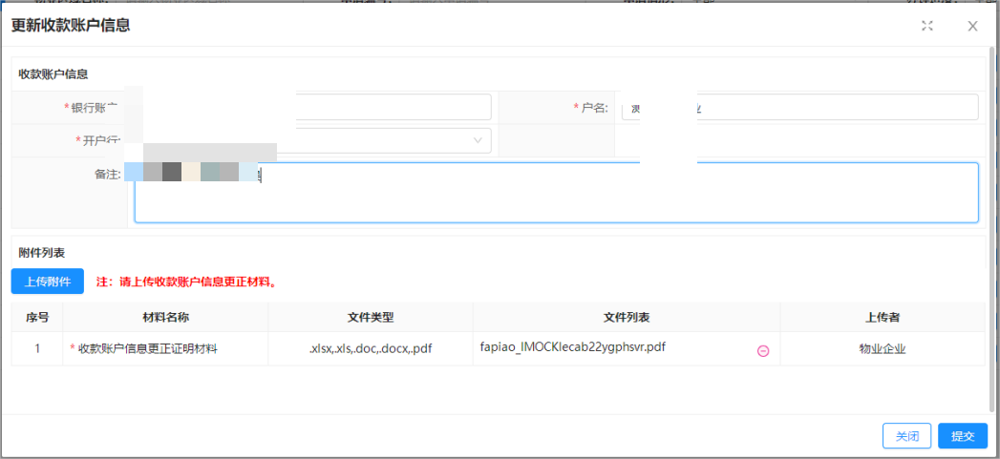 更新收款账户信息
收款账户信息
*银行账户
*户名:
*开户行:
备注:
附件列表
上传附件 注：请上传收款账户信息更正材料。
序号 材料名称 文件类型 文件列表 上传者
1 *收款账户信息更正证明材料 .xlsx,.xls,.doc,.docx,.pdf fapiao_IMOCKlecab22ygphsvr.pdf 物业企业
关闭 提交